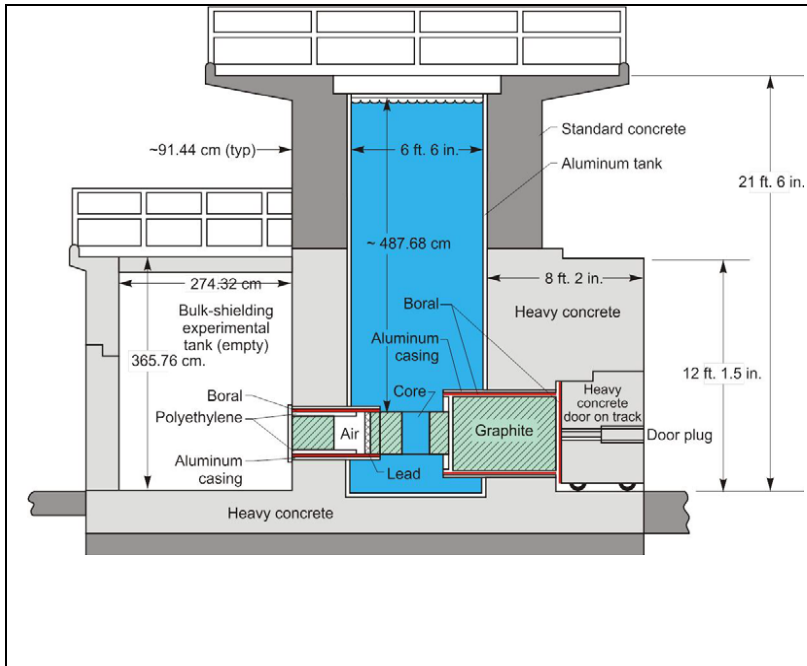 Standard concrete
~91.44 cm (typ)
6 ft. 6 in.
Aluminum tank
21 ft. 6 in.
~ 487.68 cm
274.32 cm
8 ft. 2 in.
Bulk-shielding
experimental
tank (empty)
Boral
Heavy concrete
Aluminum
casing
365.76 cm.
12 ft. 1.5 in.
Core
Heavy
concrete
door on track
Boral
Polyethylene
Air
Graphite
Door plug
Aluminum
casing
Lead
Heavy concrete